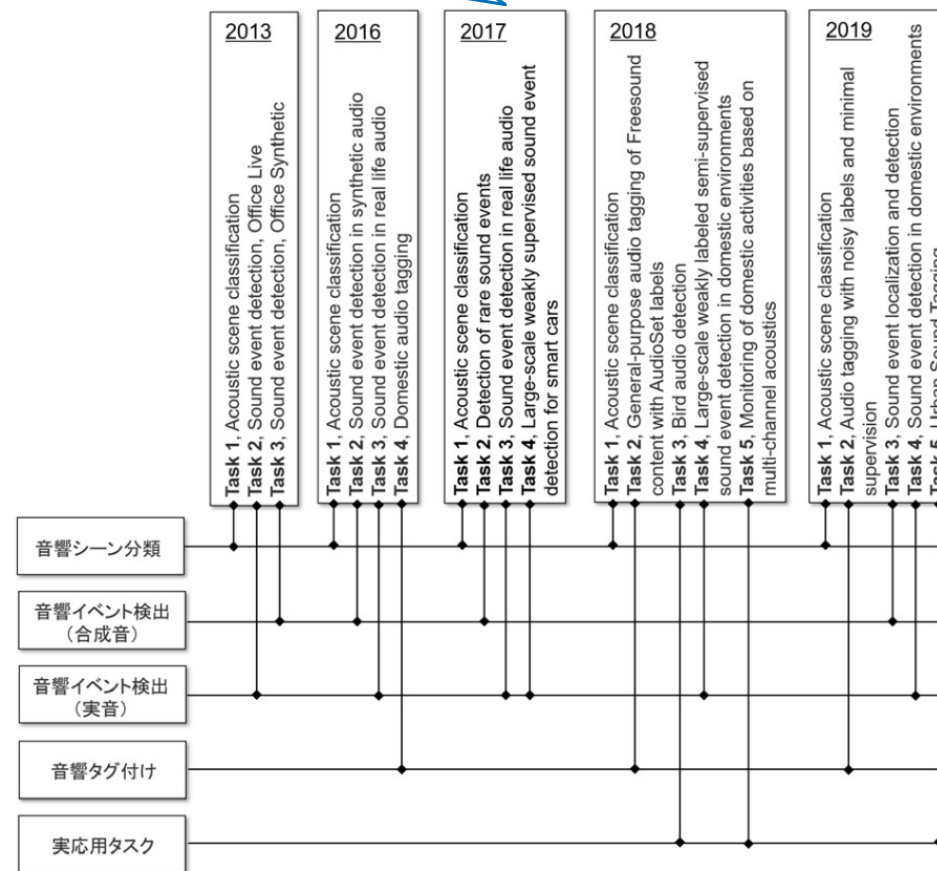 2013
Task 1, Acoustic scene classification
Task 2, Sound event detection, Office Live
Task 3, Sound event detection, Office Synthetic
2016
Task 1, Acoustic scene classification
Task 2, Sound event detection in synthetic audio
Task 3, Sound event detection in real life audio
Task 4, Domestic audio tagging
2017
Task 1, Acoustic scene classification
Task 2, Detection of rare sound events
Task 3, Sound event detection in real life audio
Task 4, Large-scale weakly supervised sound event
detection for smart cars
2018
Task 1, Acoustic scene classification
Task 2, General-purpose audio tagging of Freesound
content with AudioSet labels
Task 3, Bird audio detection
Task 4, Large-scale weakly labeled semi-supervised
sound event detection in domestic environments
Task 5, Monitoring of domestic activities based on
multi-channel acoustics
2019
Task 1, Acoustic scene classification
Task 2, Audio tagging with noisy labels and minimal
supervision
Task 3, Sound event localization and detection
Task 4, Sound event detection in domestic environments
Task 5, Urban Sound Tagging
音響シーン分類
音響イベント検出
(合成音)
音響イベント検出
(実音)
音響タグ付け
実応用タスク